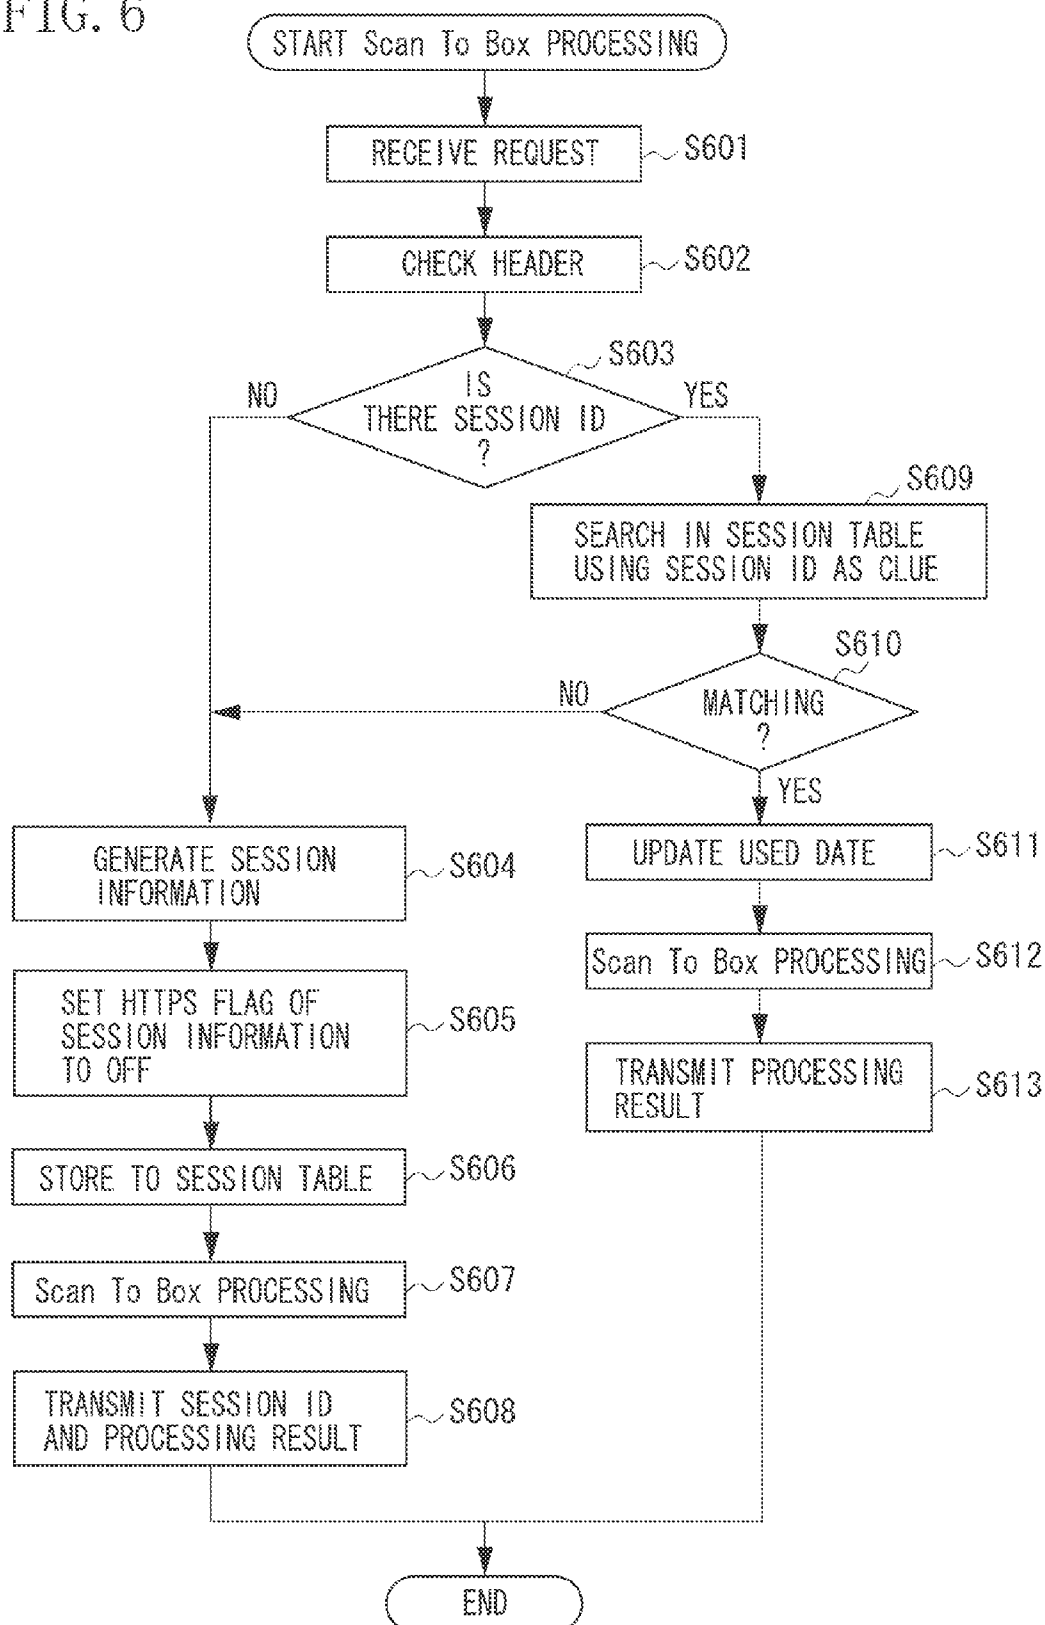 FIG. 6
START Scan To Box PROCESSING
RECEIVE REQUEST
S601
CHECK HEADER
S602
S603
IS
THERE SESSION ID
?
NO
YES
S609
SEARCH IN SESSION TABLE
USING SESSION ID AS CLUE
S610
MATCHING
?
NO
YES
GENERATE SESSION
INFORMATION
S604
SET HTTPS FLAG OF
SESSION INFORMATION
TO OFF
S605
STORE TO SESSION TABLE
S606
Scan To Box PROCESSING
S607
TRANSMIT SESSION ID
AND PROCESSING RESULT
S608
UPDATE USED DATE
S611
Scan To Box PROCESSING
S612
TRANSMIT PROCESSING
RESULT
S613
END